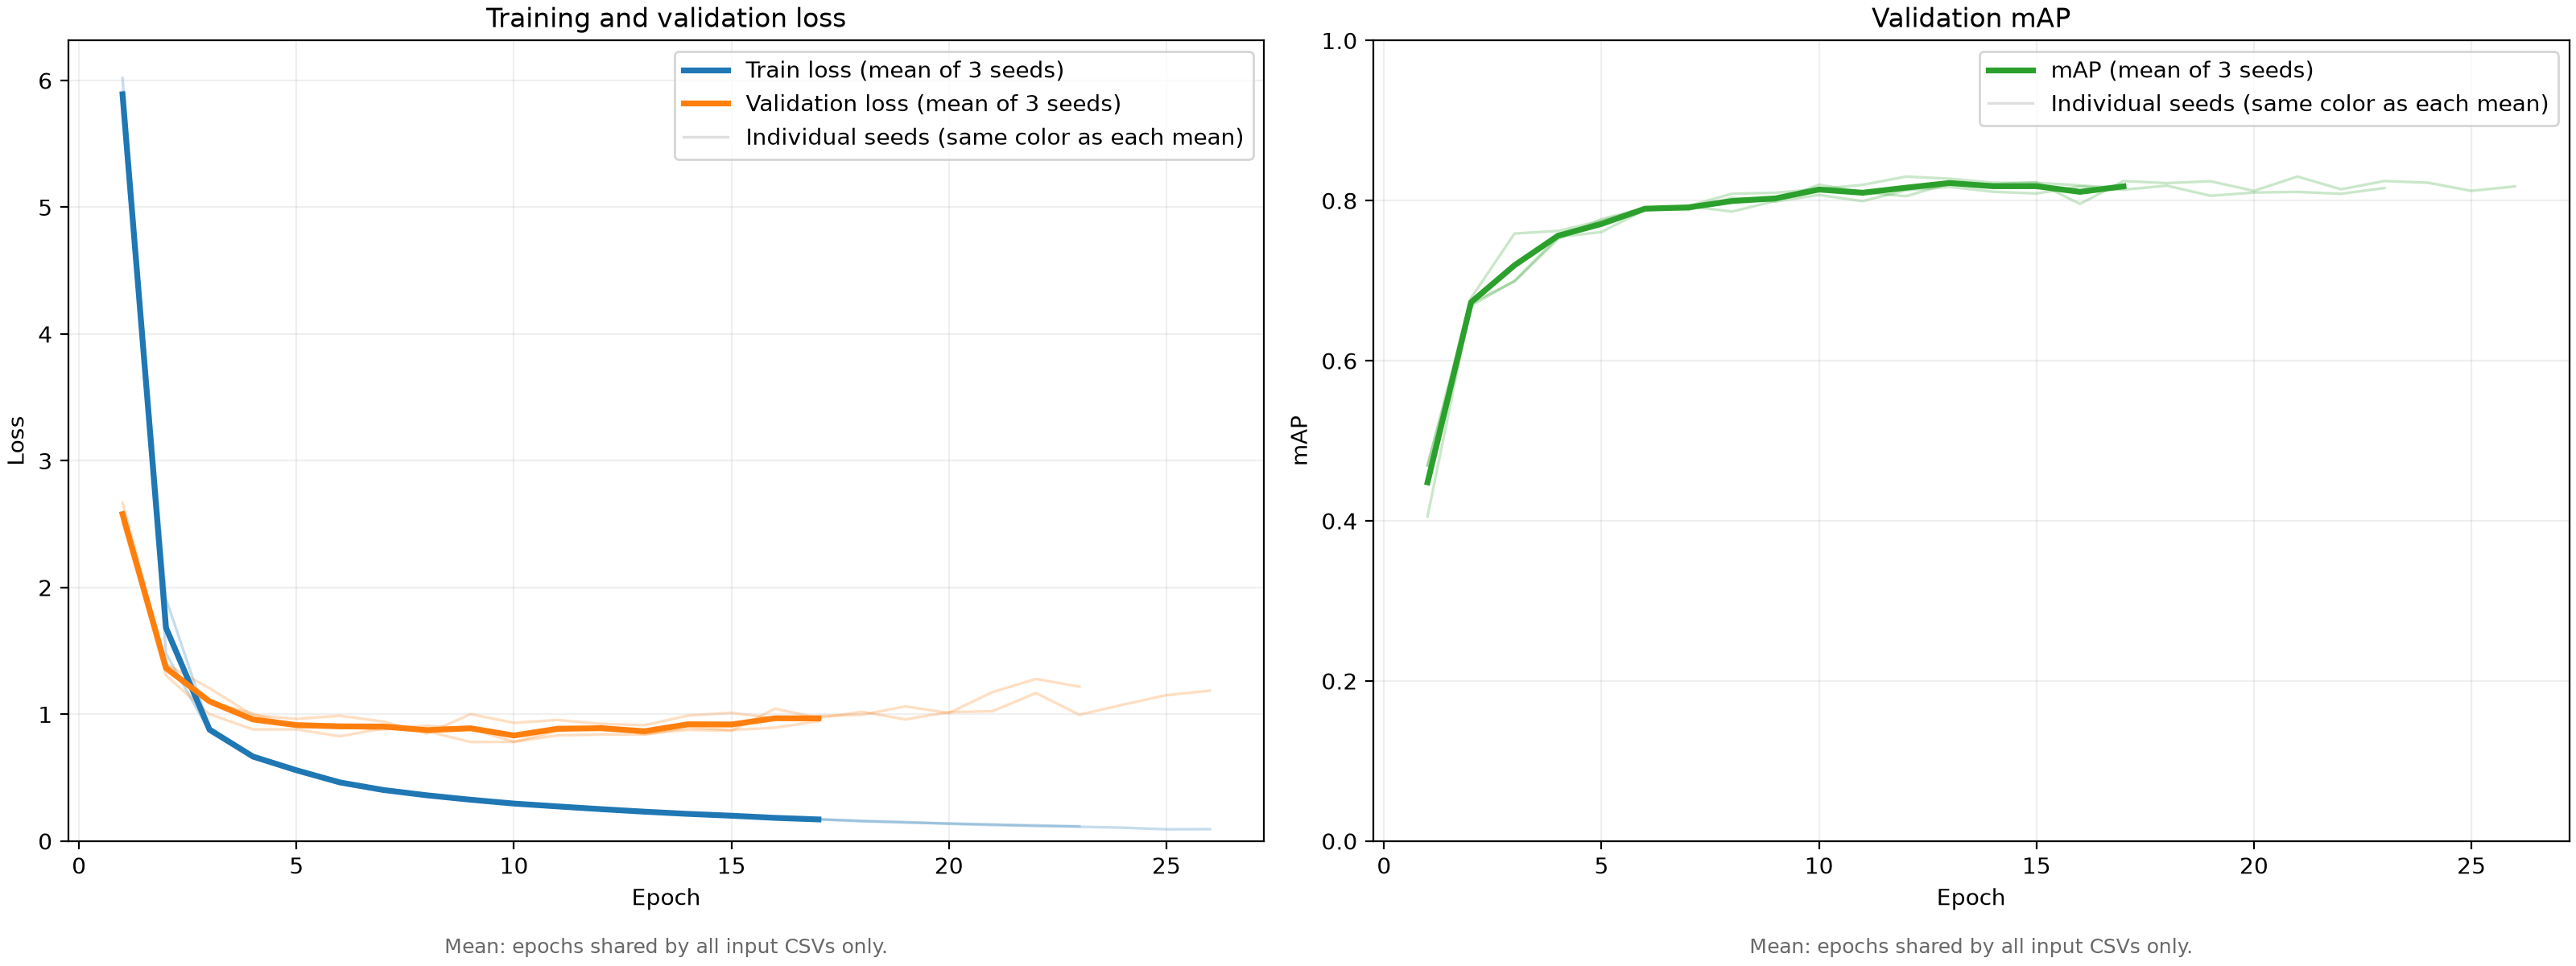 Training and validation loss
Train loss (mean of 3 seeds)
Validation loss (mean of 3 seeds)
Individual seeds (same color as each mean)
6
5
4
3
2
1
0
Loss
0 5 10 15 20 25
Epoch
Mean: epochs shared by all input CSVs only.
Validation mAP
mAP (mean of 3 seeds)
Individual seeds (same color as each mean)
1.0
0.8
0.6
0.4
0.2
0.0
mAP
0 5 10 15 20 25
Epoch
Mean: epochs shared by all input CSVs only.